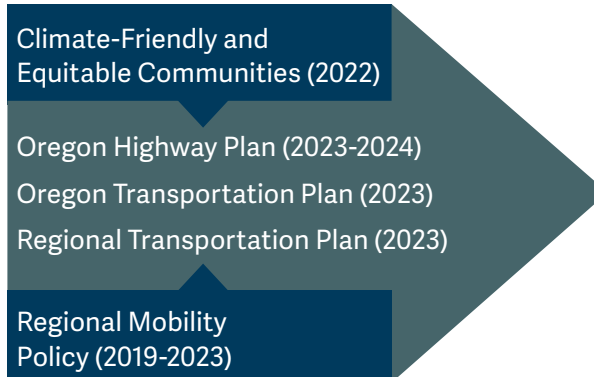 Climate-Friendly and
Equitable Communities (2022)
Oregon Highway Plan (2023-2024)
Oregon Transportation Plan (2023)
Regional Transportation Plan (2023)
Regional Mobility
Policy (2019-2023)